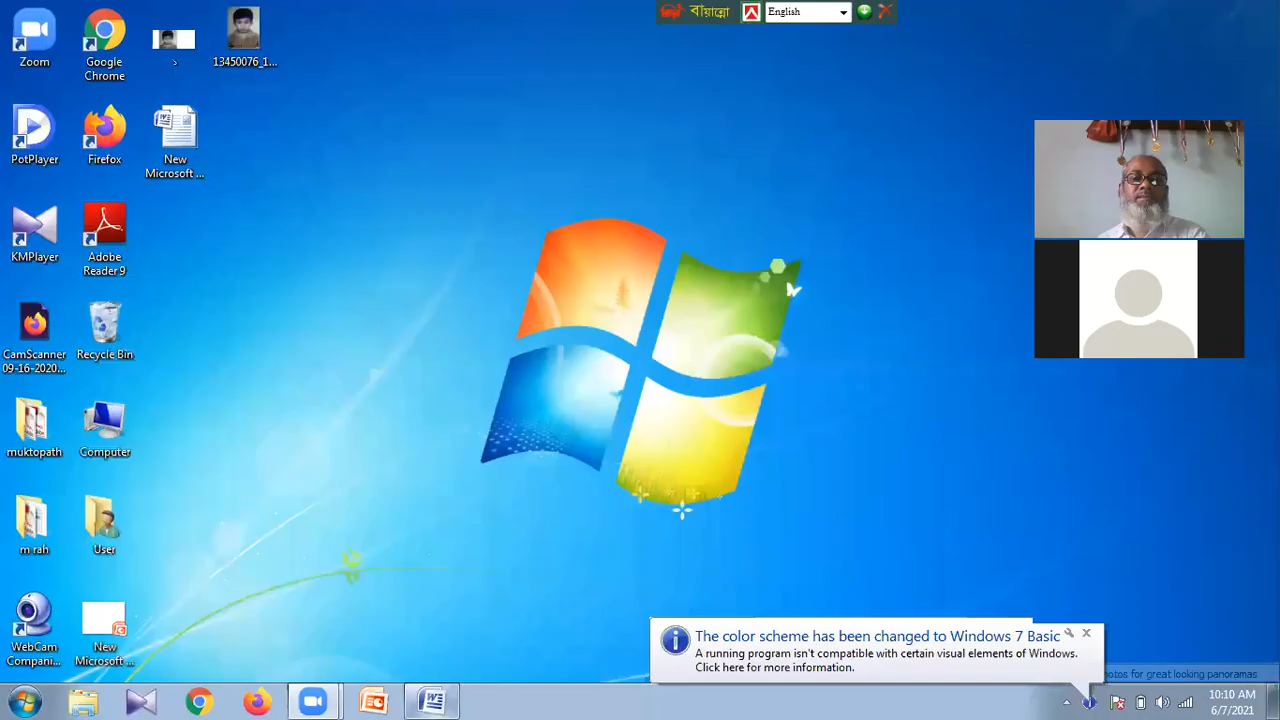 বায়ান্নো
English
Zoom
Google
Chrome
১
13450076_1...
PotPlayer
Firefox
New
Microsoft ...
KMPlayer
Adobe
Reader 9
CamScanner
09-16-2020...
Recycle Bin
muktopath
Computer
m rah
User
WebCam
Compani...
New
Microsoft ...
The color scheme has been changed to Windows 7 Basic
A running program isn't compatible with certain visual elements of Windows.
Click here for more information.
photos for great looking panoramas
10:10 AM
6/7/2021